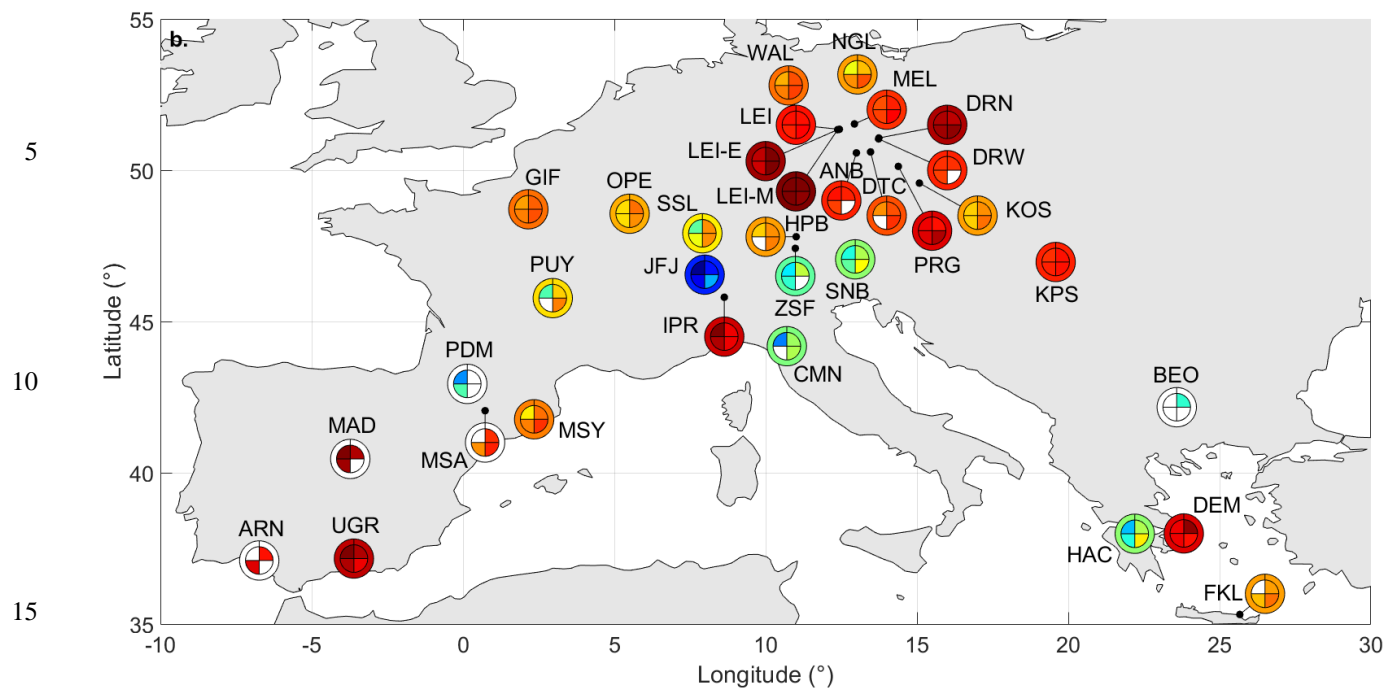 b.
55
50
45
40
35
5
10
15
Latitude (°)
WAL
NGL
MEL
LEI
DRN
LEI-E
DRW
LEI-M
ANB
DTC
GIF
OPE
SSL
HPB
KOS
PRG
PUY
JFJ
SNB
KPS
ZSF
IPR
CMN
PDM
BEO
MAD
MSA
MSY
ARN
UGR
DEM
HAC
FKL
-10
-5
0
5
10
15
20
25
30
Longitude (°)